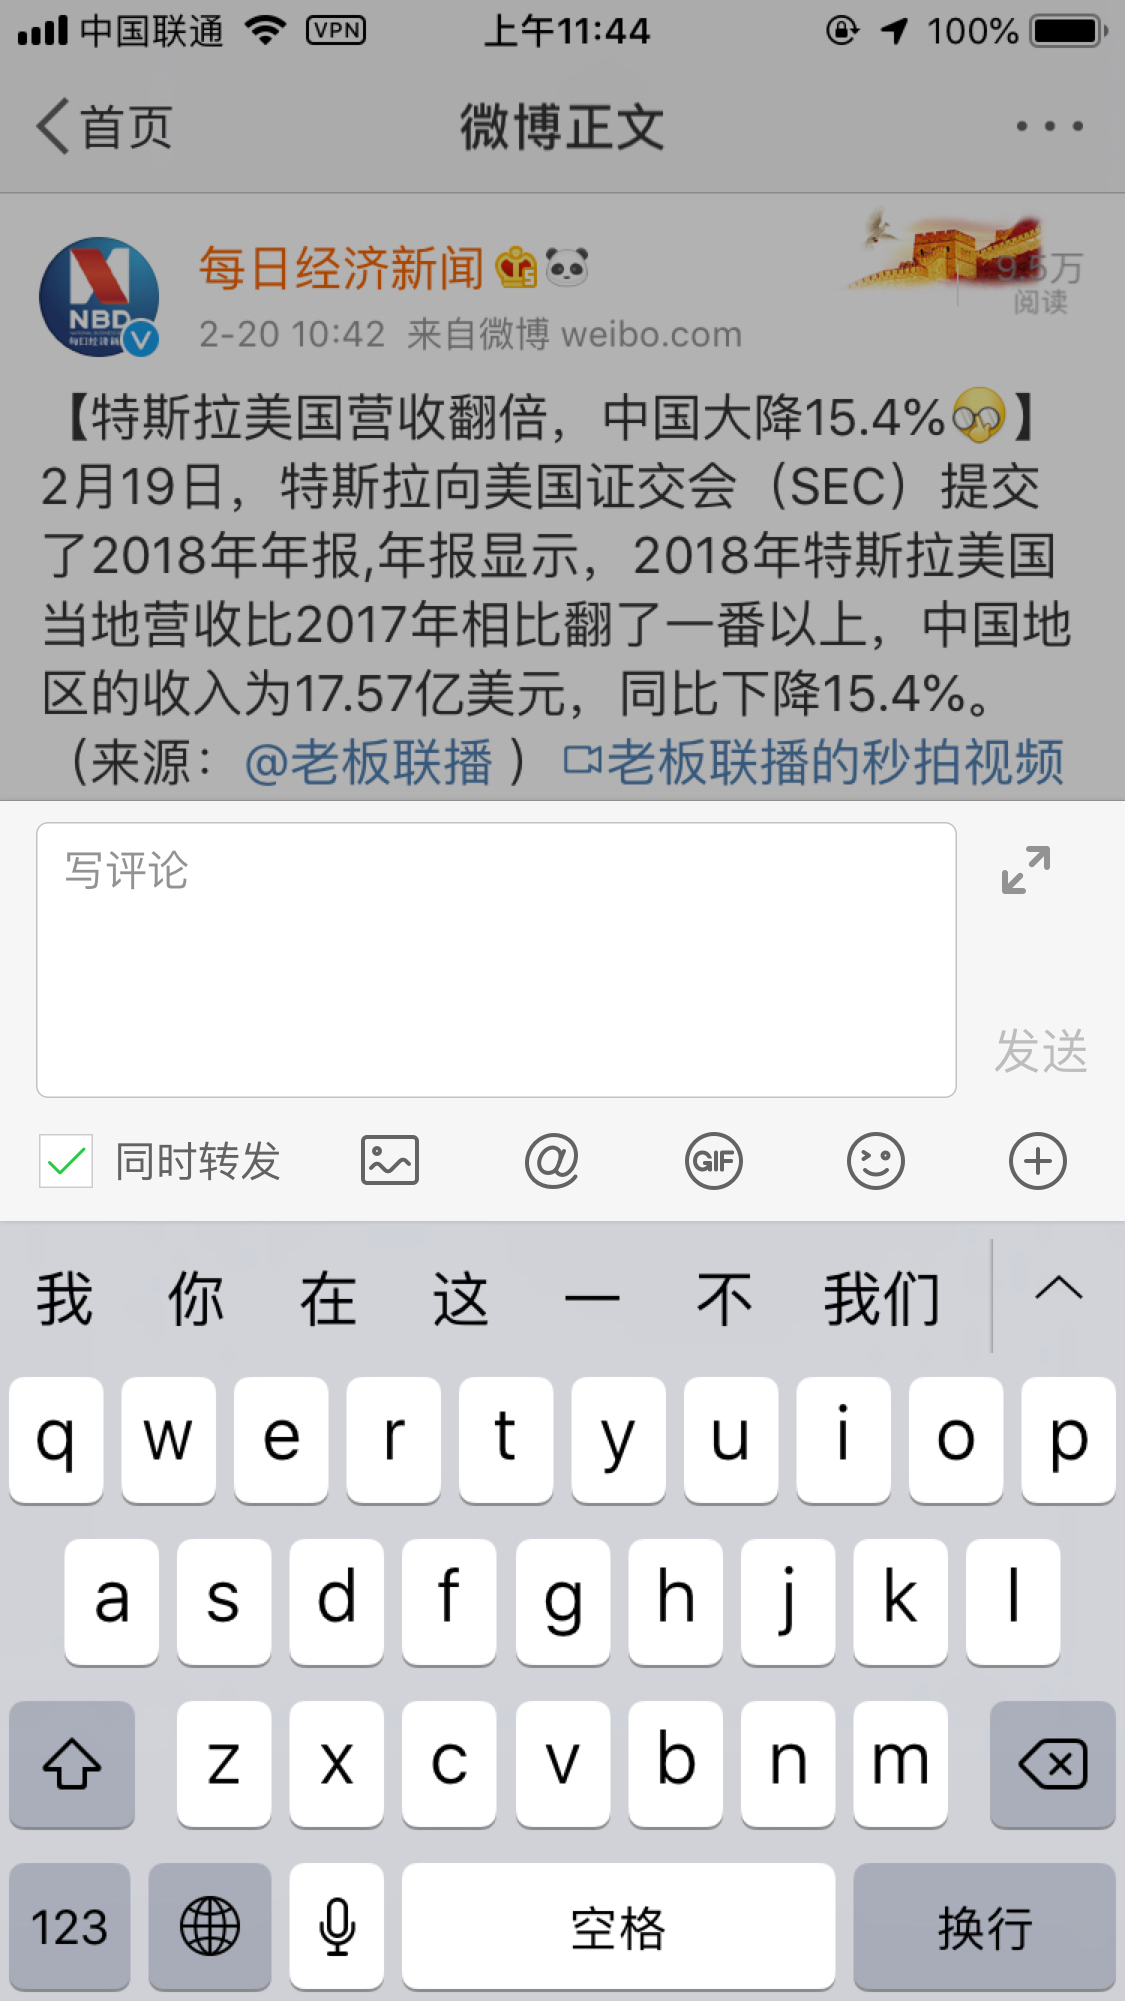 中国联通 VPN 上午11:44 100%
首页 微博正文
每日经济新闻
9.5万
阅读
NBD
2-20 10:42 来自微博 weibo.com
【特斯拉美国营收翻倍，中国大降15.4%】
2月19日，特斯拉向美国证交会（SEC）提交
了2018年年报,年报显示，2018年特斯拉美国
当地营收比2017年相比翻了一番以上，中国地
区的收入为17.57亿美元，同比下降15.4%。
（来源：@老板联播 ）老板联播的秒拍视频
写评论
发送
同时转发 @ GIF
我 你 在 这 一 不 我们
q w e r t y u i o p
a s d f g h j k l
z x c v b n m
123 空格 换行